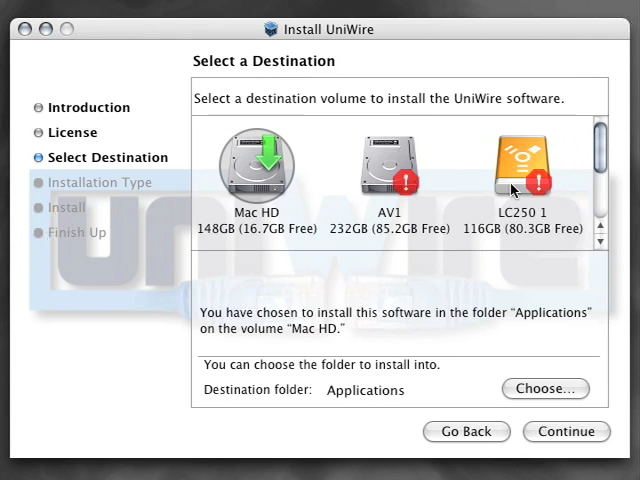 Install UniWire
Select a Destination
Introduction
License
Select Destination
Installation Type
Install
Finish Up
Select a destination volume to install the UniWire software.
Mac HD
148GB (16.7GB Free)
AV1
232GB (85.2GB Free)
LC250 1
116GB (80.3GB Free)
UNIWIRE
You have chosen to install this software in the folder “Applications”
on the volume “Mac HD.”
You can choose the folder to install into.
Destination folder: Applications
Choose...
Go Back
Continue